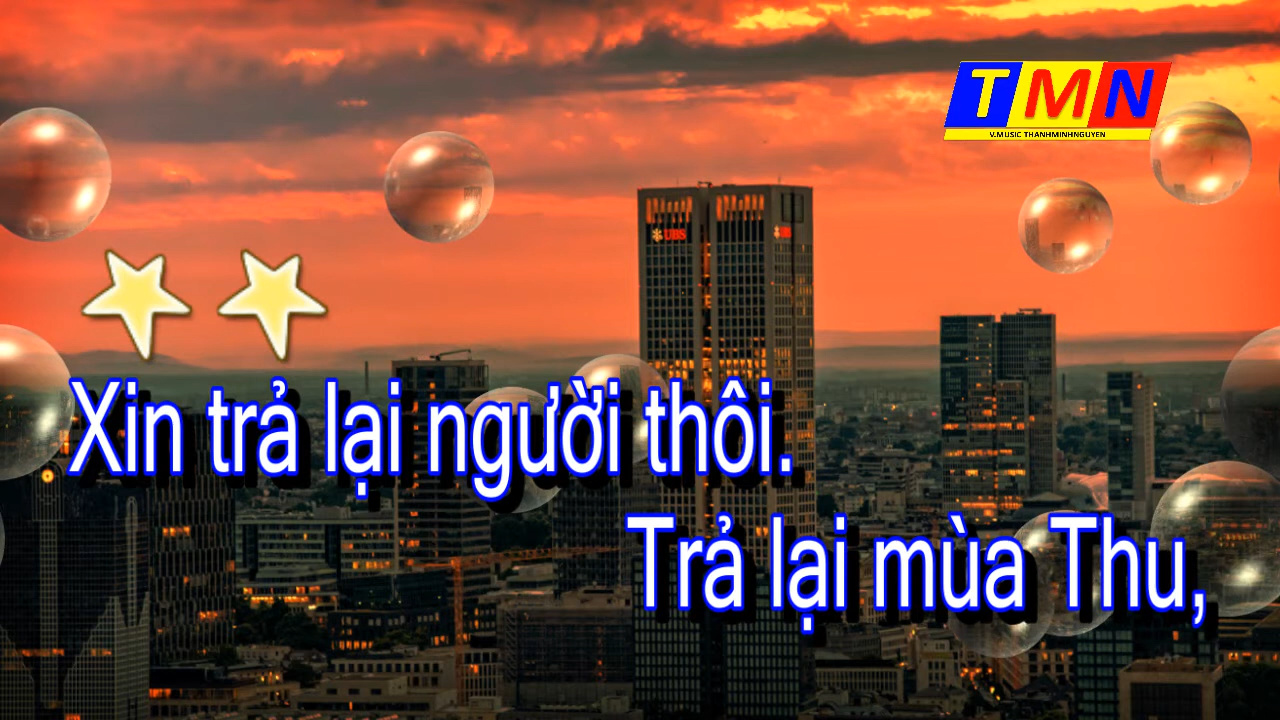 TMN
V.MUSIC THANHMINHNGUYEN
UBS
Xin trả lại người thôi.
Trả lại mùa Thu,